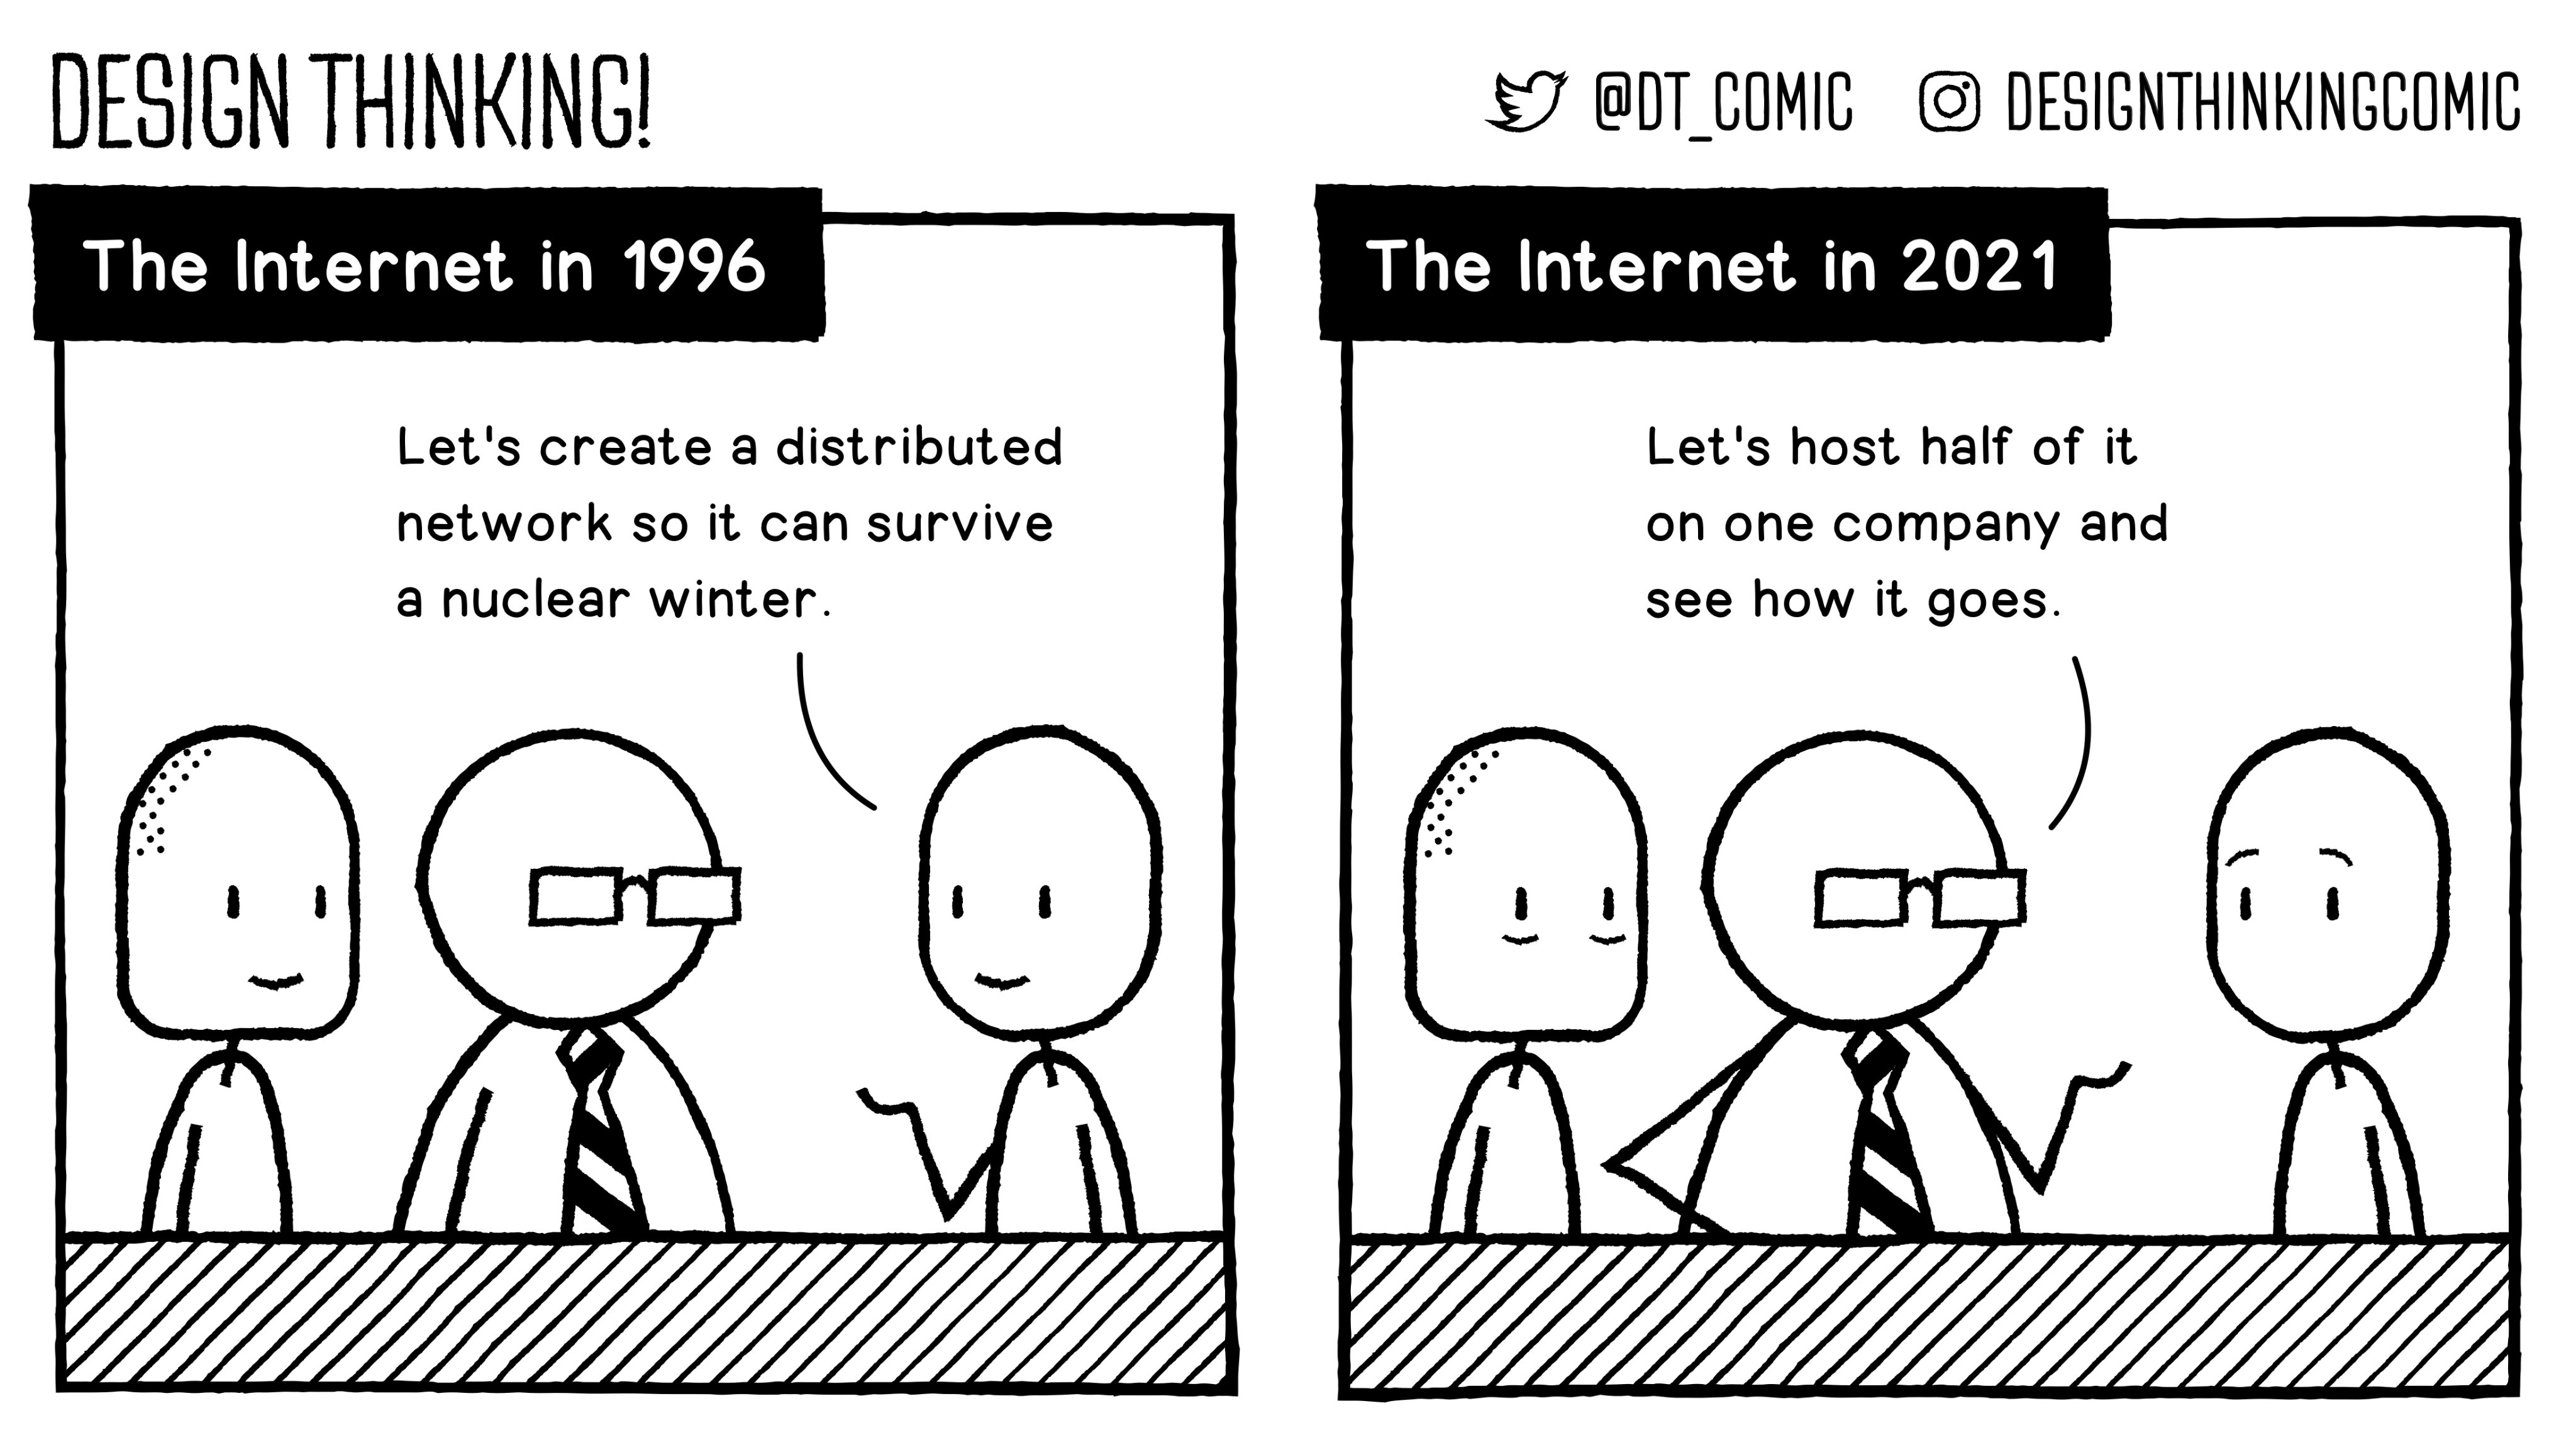 DESIGN THINKING!
@DT_COMIC
DESIGNTHINKINGCOMIC
The Internet in 1996
Let's create a distributed
network so it can survive
a nuclear winter.
The Internet in 2021
Let's host half of it
on one company and
see how it goes.